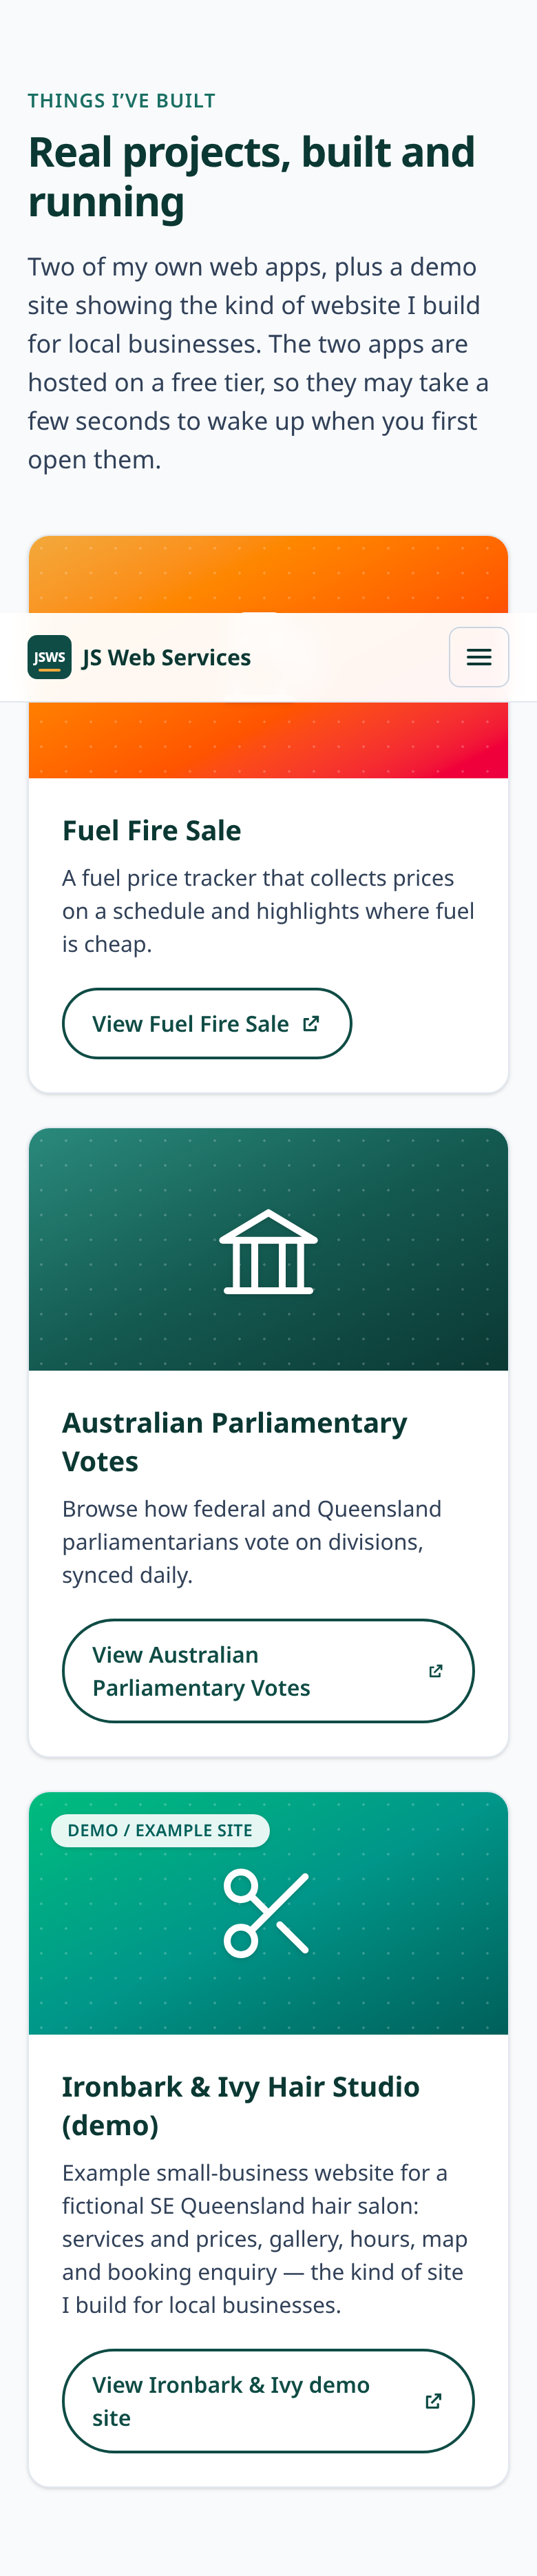 THINGS I’VE BUILT
Real projects, built and
running
Two of my own web apps, plus a demo
site showing the kind of website I build
for local businesses. The two apps are
hosted on a free tier, so they may take a
few seconds to wake up when you first
open them.
JSWS
JS Web Services
Fuel Fire Sale
A fuel price tracker that collects prices
on a schedule and highlights where fuel
is cheap.
View Fuel Fire Sale
Australian Parliamentary
Votes
Browse how federal and Queensland
parliamentarians vote on divisions,
synced daily.
View Australian
Parliamentary Votes
DEMO / EXAMPLE SITE
Ironbark & Ivy Hair Studio
(demo)
Example small-business website for a
fictional SE Queensland hair salon:
services and prices, gallery, hours, map
and booking enquiry — the kind of site
I build for local businesses.
View Ironbark & Ivy demo
site